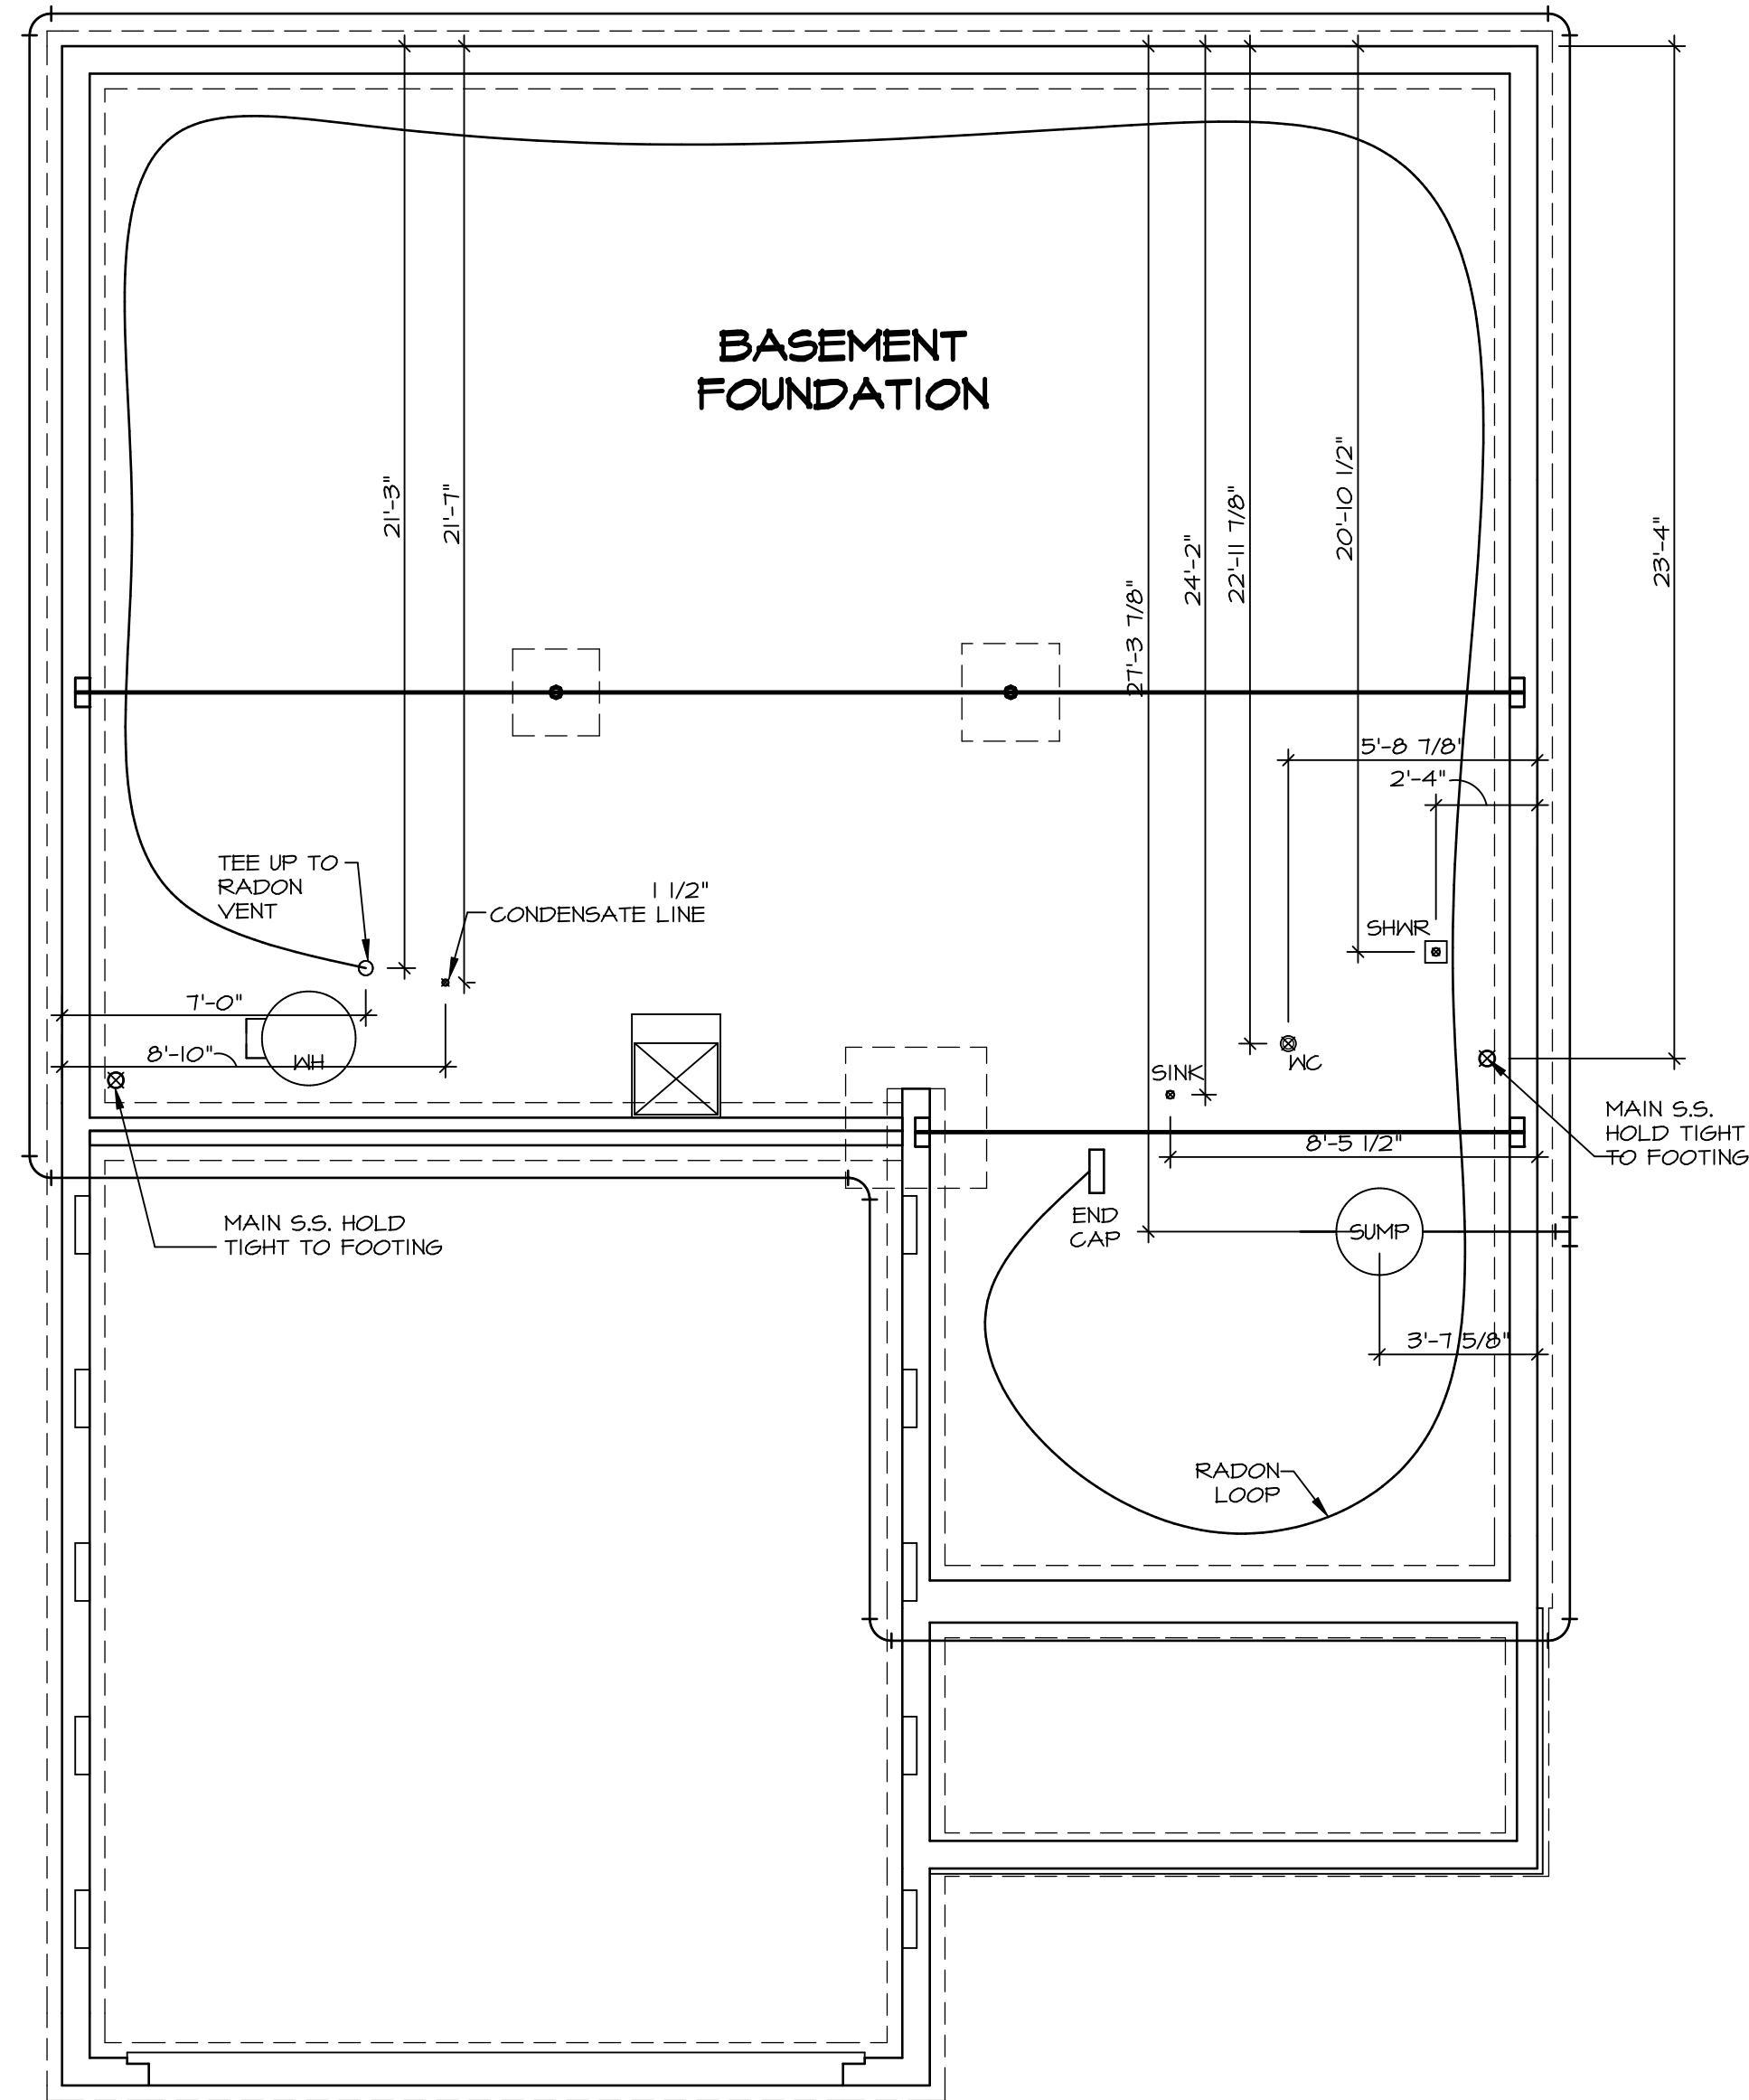 BASEMENT
FOUNDATION
21'-3"
21'-7"
27'-3 7/8"
24'-2"
22'-11 7/8"
20'-10 1/2"
23'-4"
5'-8 7/8"
2'-4"
TEE UP TO
RADON
VENT
1 1/2"
CONDENSATE LINE
SHWR
7'-0"
8'-10"
WH
SINK
WC
MAIN S.S.
HOLD TIGHT
TO FOOTING
8'-5 1/2"
MAIN S.S. HOLD
TIGHT TO FOOTING
END
CAP
SUMP
3'-7 5/8"
RADON
LOOP